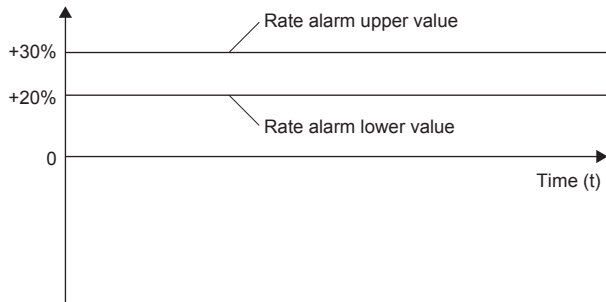 Rate alarm upper value
+30%
+20%
Rate alarm lower value
0
Time (t)